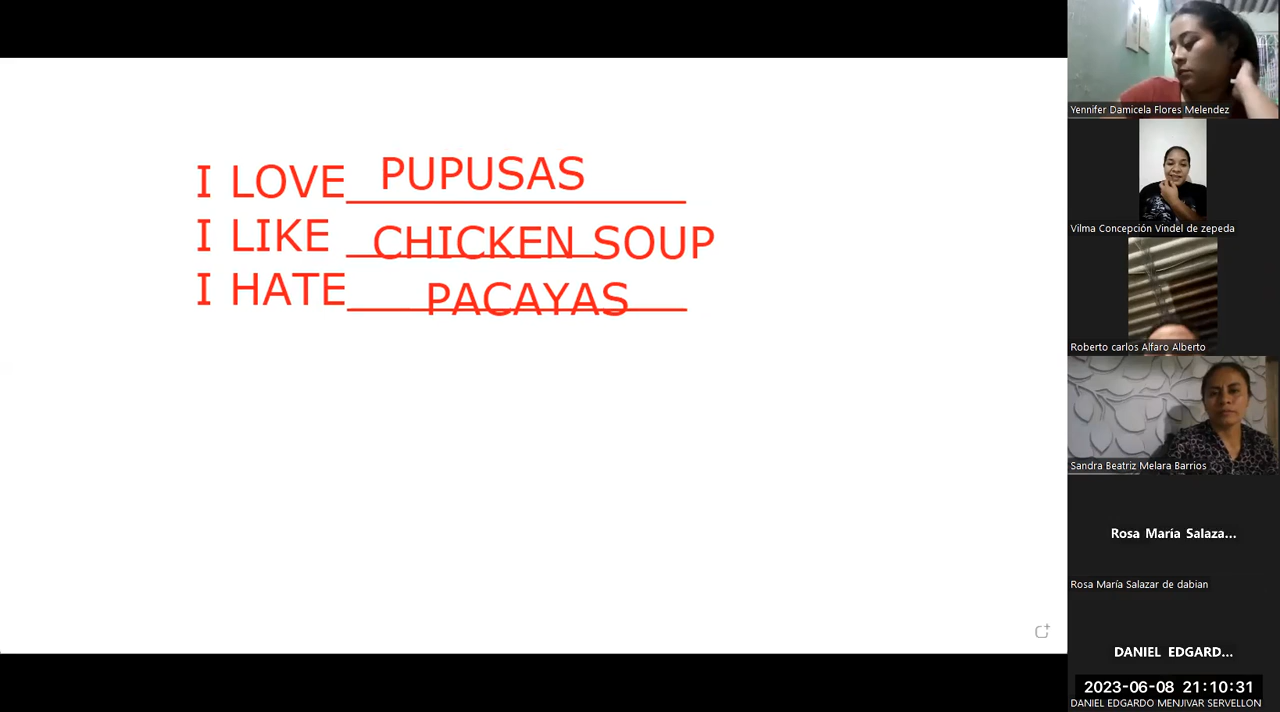 I LOVE PUPUSAS
I LIKE CHICKEN SOUP
I HATE PACAYAS
Yennifer Damicela Flores Melendez
Vilma Concepción Vindel de zepeda
Roberto carlos Alfaro Alberto
Sandra Beatriz Melara Barrios
Rosa María Salaza...
Rosa María Salazar de dabian
DANIEL EDGARD...
2023-06-08 21:10:31
DANIEL EDGARDO MENJIVAR SERVELLON